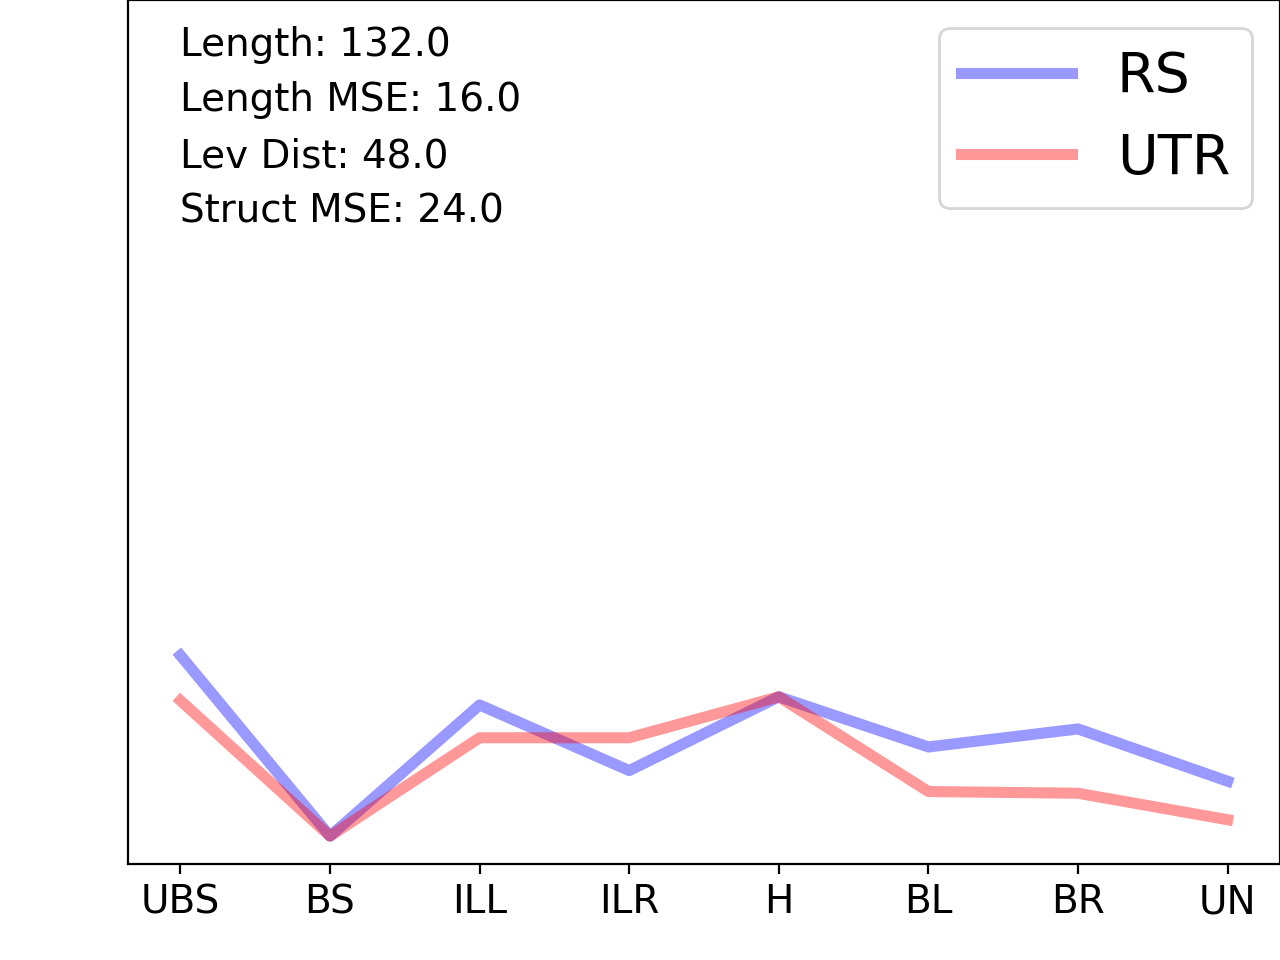 Length: 132.0
Length MSE: 16.0
Lev Dist: 48.0
Struct MSE: 24.0
RS
UTR
UBS BS ILL ILR H BL BR UN